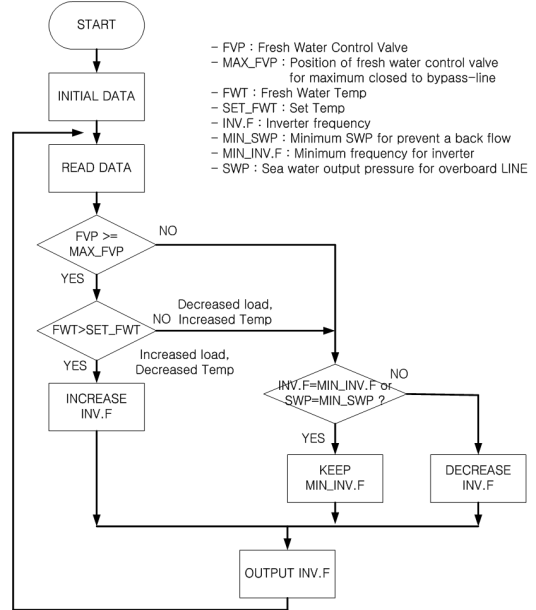 START
- FVP : Fresh Water Control Valve
- MAX_FVP : Position of fresh water control valve
for maximum closed to bypass-line
- FWT : Fresh Water Temp
- SET_FWT : Set Temp
- INV.F : Inverter frequency
- MIN_SWP : Minimum SWP for prevent a back flow
- MIN_INV.F : Minimum frequency for inverter
- SWP : Sea water output pressure for overboard LINE
INITIAL DATA
READ DATA
FVP >=
MAX_FVP
NO
YES
FWT>SET_FWT
NO
Decreased load,
Increased Temp
YES
Increased load,
Decreased Temp
INCREASE
INV.F
INV.F=MIN_INV.F or
SWP=MIN_SWP ?
NO
YES
KEEP
MIN_INV.F
DECREASE
INV.F
OUTPUT INV.F